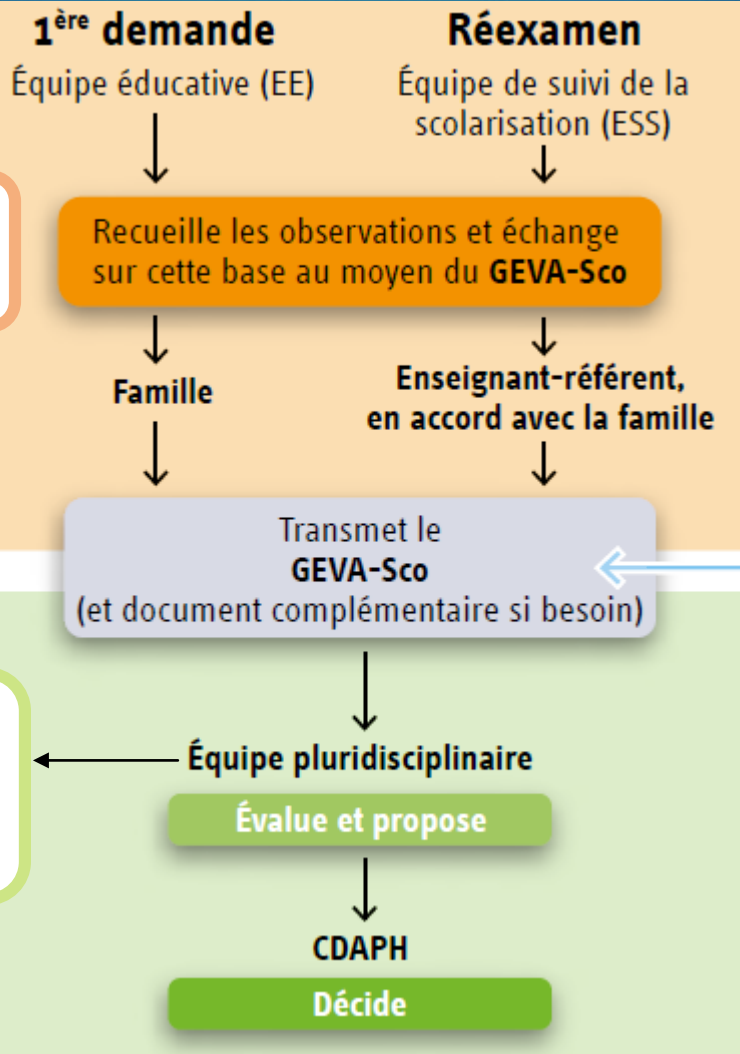 1ère demande
Équipe éducative (EE)
Réexamen
Équipe de suivi de la
scolarisation (ESS)
Recueille les observations et échange
sur cette base au moyen du GEVA-Sco
Famille
Enseignant-référent,
en accord avec la famille
Transmet le
GEVA-Sco
(et document complémentaire si besoin)
Équipe pluridisciplinaire
Évalue et propose
CDAPH
Décide